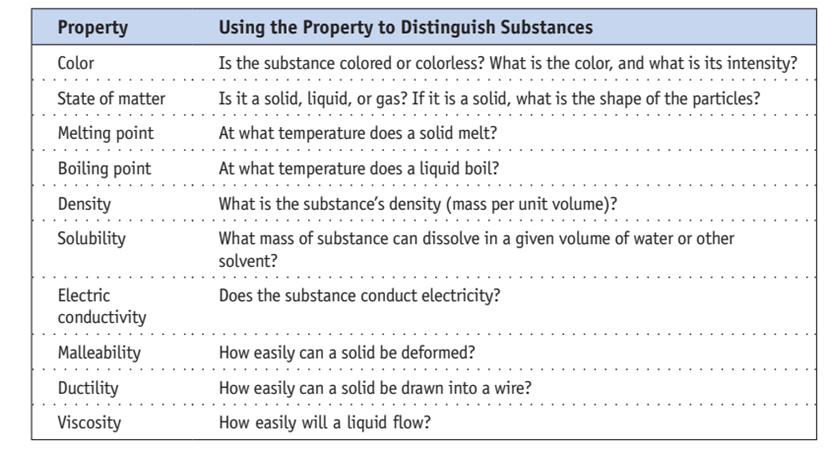 Property Using the Property to Distinguish Substances
Color Is the substance colored or colorless? What is the color, and what is its intensity?
State of matter Is it a solid, liquid, or gas? If it is a solid, what is the shape of the particles?
Melting point At what temperature does a solid melt?
Boiling point At what temperature does a liquid boil?
Density What is the substance's density (mass per unit volume)?
Solubility What mass of substance can dissolve in a given volume of water or other
solvent?
Electric Does the substance conduct electricity?
conductivity
Malleability How easily can a solid be deformed?
Ductility How easily can a solid be drawn into a wire?
Viscosity How easily will a liquid flow?